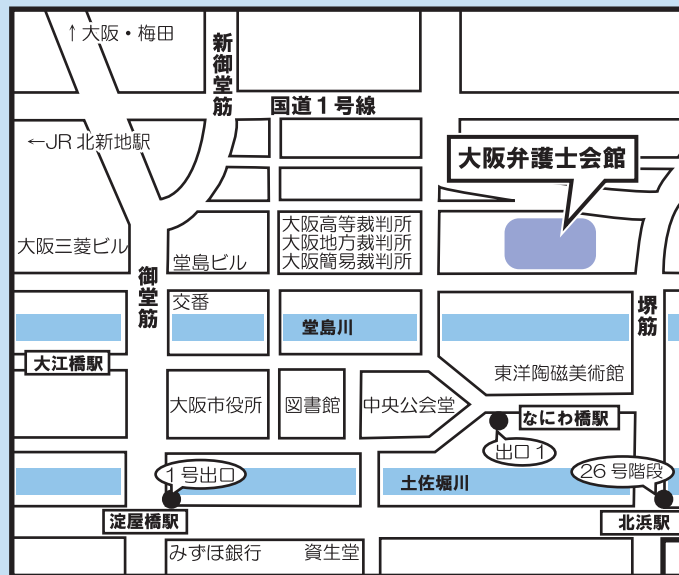 ↑大阪・梅田
新御堂筋
国道1号線
←JR北新地駅
大阪弁護士会館
大阪高等裁判所
大阪地方裁判所
大阪簡易裁判所
大阪三菱ビル
堂島ビル
御堂筋
交番
堂島川
堺筋
大江橋駅
東洋陶磁美術館
大阪市役所
図書館
中央公会堂
なにわ橋駅
出口1
1号出口
26号階段
土佐堀川
淀屋橋駅
北浜駅
みずほ銀行
資生堂